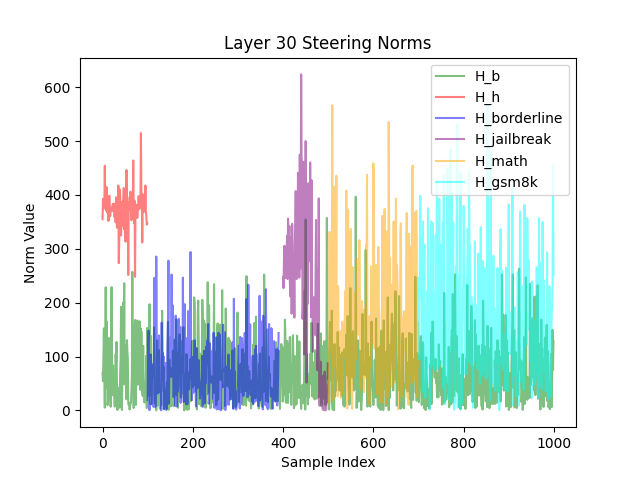 Layer 30 Steering Norms
Norm Value
600
500
400
300
200
100
0
H_b
H_h
H_borderline
H_jailbreak
H_math
H_gsm8k
0
200
400
600
800
1000
Sample Index